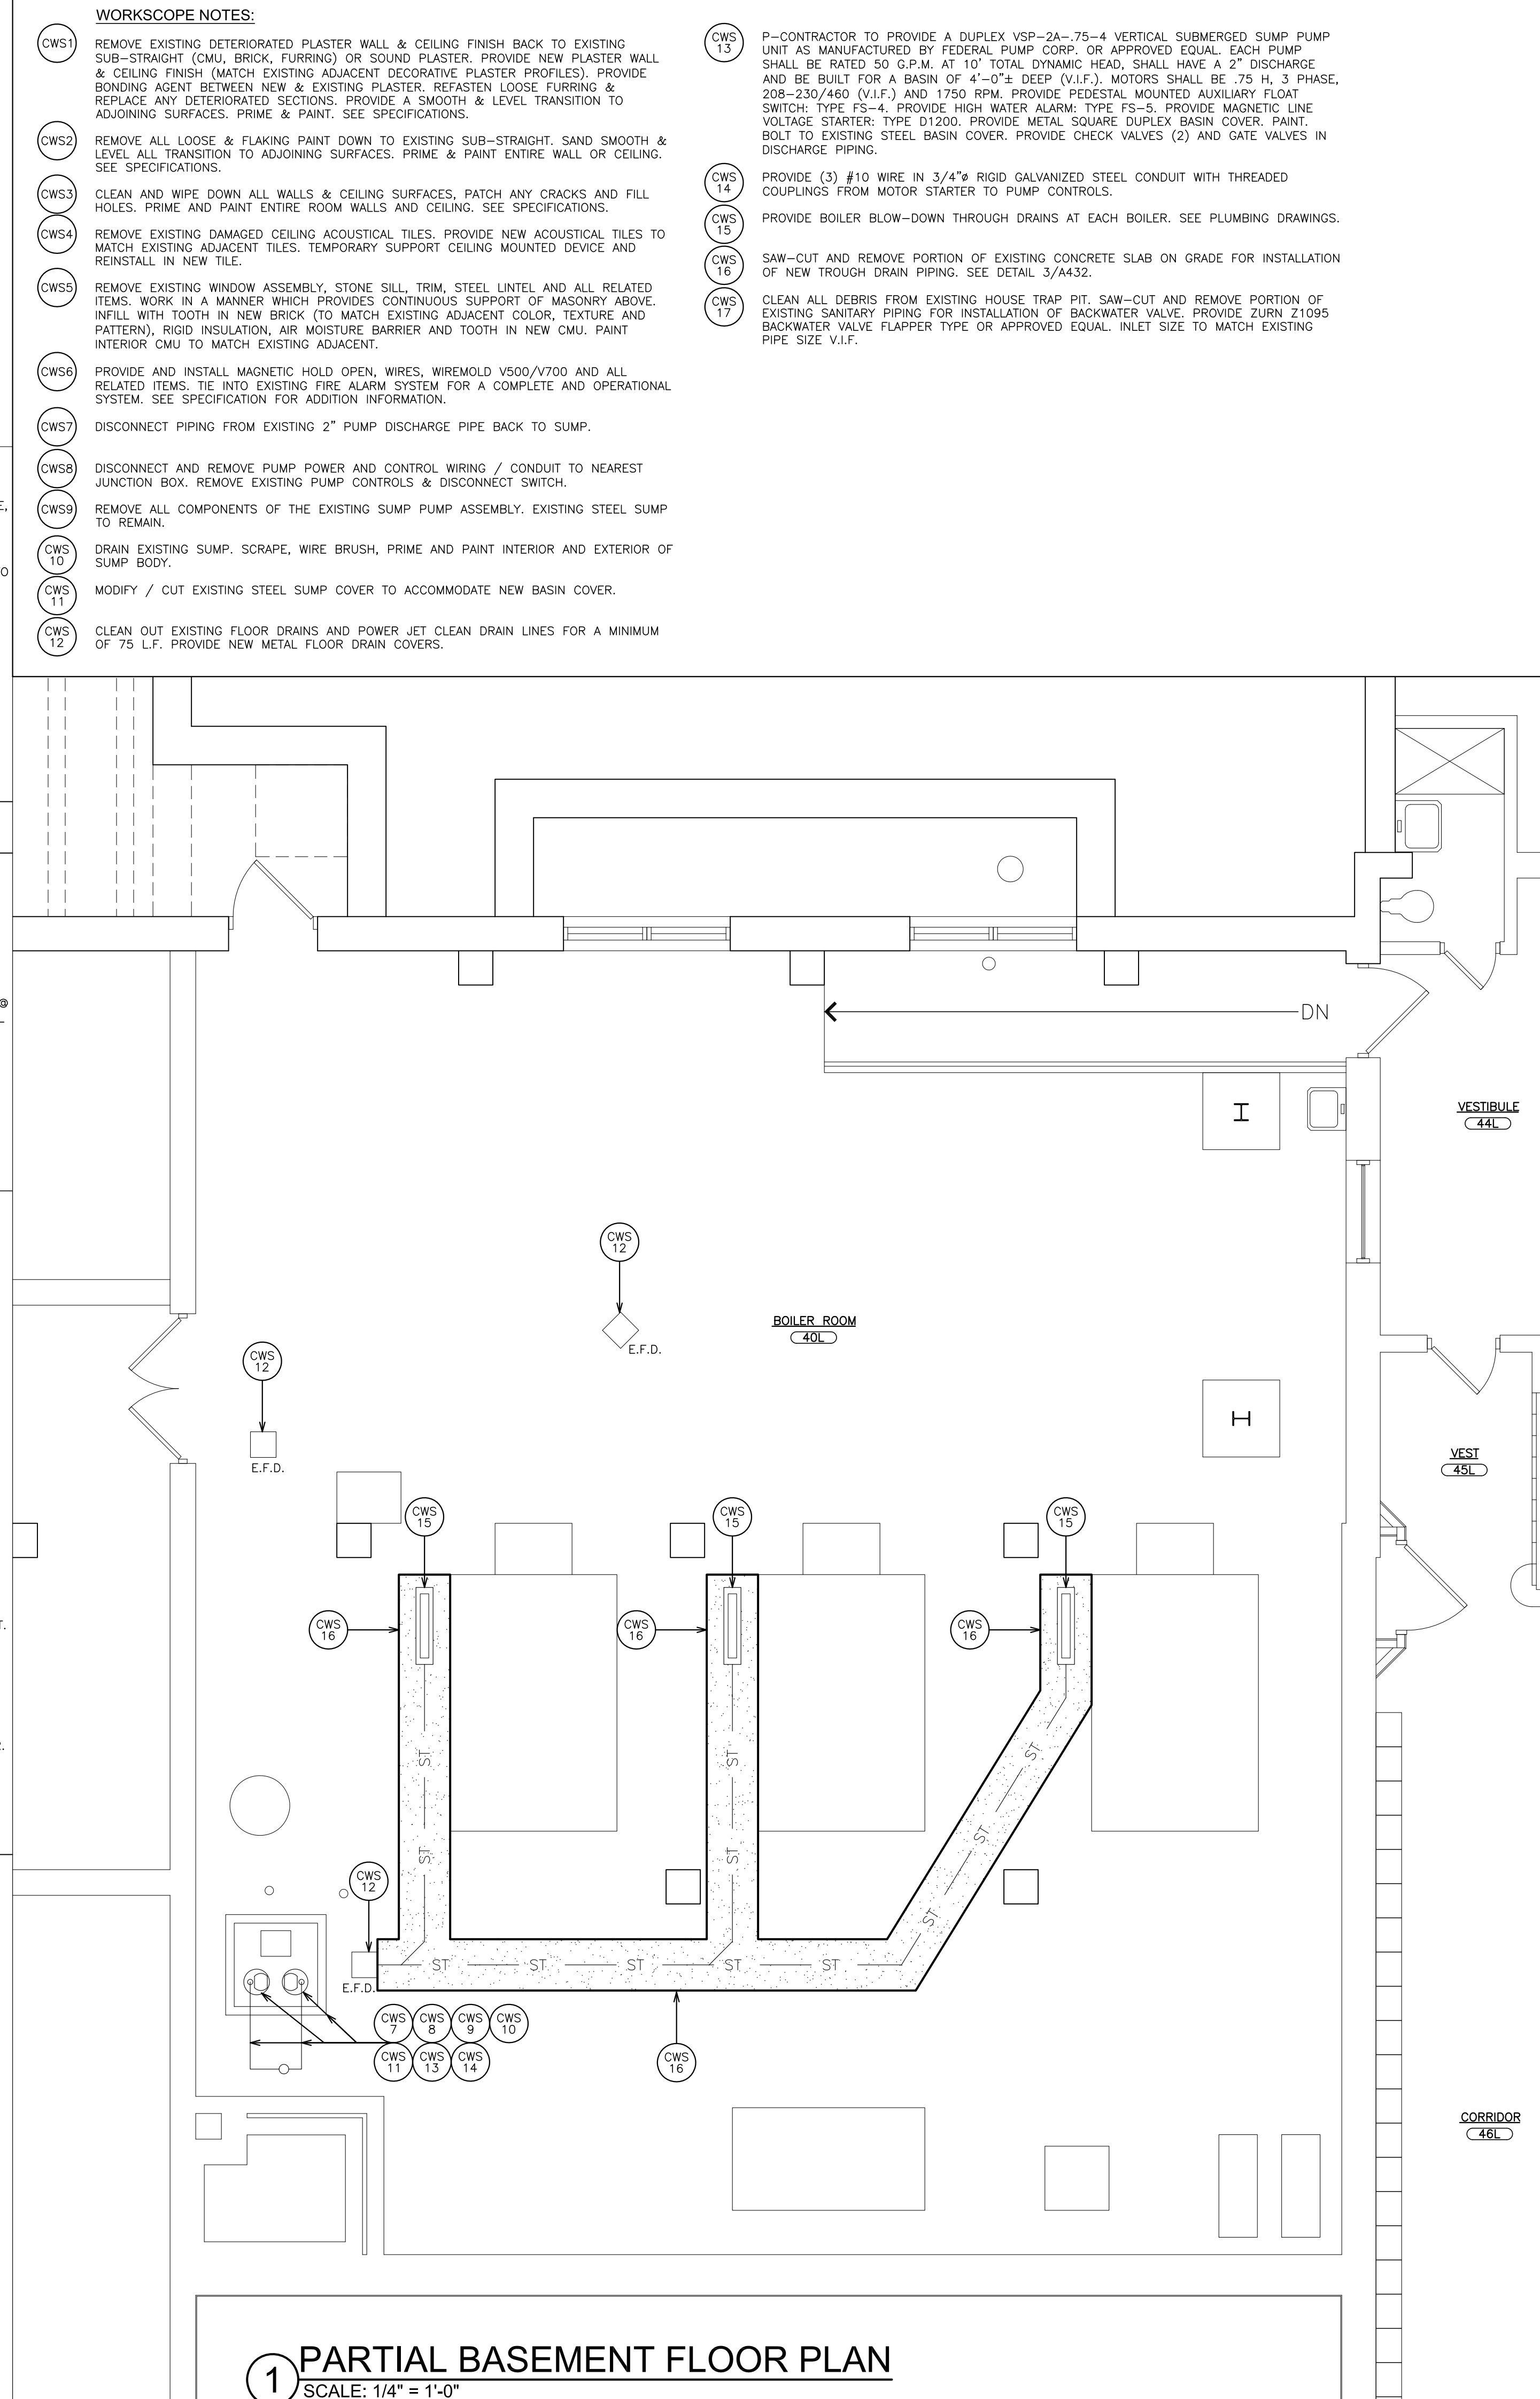 WORKSCOPE NOTES:
CWS1
REMOVE EXISTING DETERIORATED PLASTER WALL & CEILING FINISH BACK TO EXISTING
SUB-STRAIGHT (CMU, BRICK, FURRING) OR SOUND PLASTER. PROVIDE NEW PLASTER WALL
& CEILING FINISH (MATCH EXISTING ADJACENT DECORATIVE PLASTER PROFILES). PROVIDE
BONDING AGENT BETWEEN NEW & EXISTING PLASTER. REFASTEN LOOSE FURRING &
REPLACE ANY DETERIORATED SECTIONS. PROVIDE A SMOOTH & LEVEL TRANSITION TO
ADJOINING SURFACES. PRIME & PAINT. SEE SPECIFICATIONS.
CWS2
REMOVE ALL LOOSE & FLAKING PAINT DOWN TO EXISTING SUB-STRAIGHT. SAND SMOOTH &
LEVEL ALL TRANSITION TO ADJOINING SURFACES. PRIME & PAINT ENTIRE WALL OR CEILING.
SEE SPECIFICATIONS.
CWS3
CLEAN AND WIPE DOWN ALL WALLS & CEILING SURFACES, PATCH ANY CRACKS AND FILL
HOLES. PRIME AND PAINT ENTIRE ROOM WALLS AND CEILING. SEE SPECIFICATIONS.
CWS4
REMOVE EXISTING DAMAGED CEILING ACOUSTICAL TILES. PROVIDE NEW ACOUSTICAL TILES TO
MATCH EXISTING ADJACENT TILES. TEMPORARY SUPPORT CEILING MOUNTED DEVICE AND
REINSTALL IN NEW TILE.
CWS5
REMOVE EXISTING WINDOW ASSEMBLY, STONE SILL, TRIM, STEEL LINTEL AND ALL RELATED
ITEMS. WORK IN A MANNER WHICH PROVIDES CONTINUOUS SUPPORT OF MASONRY ABOVE.
INFILL WITH TOOTH IN NEW BRICK (TO MATCH EXISTING ADJACENT COLOR, TEXTURE AND
PATTERN), RIGID INSULATION, AIR MOISTURE BARRIER AND TOOTH IN NEW CMU. PAINT
INTERIOR CMU TO MATCH EXISTING ADJACENT.
CWS6
PROVIDE AND INSTALL MAGNETIC HOLD OPEN, WIRES, WIREMOLD V500/V700 AND ALL
RELATED ITEMS. TIE INTO EXISTING FIRE ALARM SYSTEM FOR A COMPLETE AND OPERATIONAL
SYSTEM. SEE SPECIFICATION FOR ADDITION INFORMATION.
CWS7
DISCONNECT PIPING FROM EXISTING 2" PUMP DISCHARGE PIPE BACK TO SUMP.
CWS8
DISCONNECT AND REMOVE PUMP POWER AND CONTROL WIRING / CONDUIT TO NEAREST
JUNCTION BOX. REMOVE EXISTING PUMP CONTROLS & DISCONNECT SWITCH.
CWS9
REMOVE ALL COMPONENTS OF THE EXISTING SUMP PUMP ASSEMBLY. EXISTING STEEL SUMP
TO REMAIN.
CWS
10
DRAIN EXISTING SUMP. SCRAPE, WIRE BRUSH, PRIME AND PAINT INTERIOR AND EXTERIOR OF
SUMP BODY.
CWS
11
MODIFY / CUT EXISTING STEEL SUMP COVER TO ACCOMMODATE NEW BASIN COVER.
CWS
12
CLEAN OUT EXISTING FLOOR DRAINS AND POWER JET CLEAN DRAIN LINES FOR A MINIMUM
OF 75 L.F. PROVIDE NEW METAL FLOOR DRAIN COVERS.
CWS
13
P-CONTRACTOR TO PROVIDE A DUPLEX VSP-2A-.75-4 VERTICAL SUBMERGED SUMP PUMP
UNIT AS MANUFACTURED BY FEDERAL PUMP CORP. OR APPROVED EQUAL. EACH PUMP
SHALL BE RATED 50 G.P.M. AT 10' TOTAL DYNAMIC HEAD, SHALL HAVE A 2" DISCHARGE
AND BE BUILT FOR A BASIN OF 4'-0"± DEEP (V.I.F.). MOTORS SHALL BE .75 H, 3 PHASE,
208-230/460 (V.I.F.) AND 1750 RPM. PROVIDE PEDESTAL MOUNTED AUXILIARY FLOAT
SWITCH: TYPE FS-4. PROVIDE HIGH WATER ALARM: TYPE FS-5. PROVIDE MAGNETIC LINE
VOLTAGE STARTER: TYPE D1200. PROVIDE METAL SQUARE DUPLEX BASIN COVER. PAINT.
BOLT TO EXISTING STEEL BASIN COVER. PROVIDE CHECK VALVES (2) AND GATE VALVES IN
DISCHARGE PIPING.
CWS
14
PROVIDE (3) #10 WIRE IN 3/4"ø RIGID GALVANIZED STEEL CONDUIT WITH THREADED
COUPLINGS FROM MOTOR STARTER TO PUMP CONTROLS.
CWS
15
PROVIDE BOILER BLOW-DOWN THROUGH DRAINS AT EACH BOILER. SEE PLUMBING DRAWINGS.
CWS
16
SAW-CUT AND REMOVE PORTION OF EXISTING CONCRETE SLAB ON GRADE FOR INSTALLATION
OF NEW TROUGH DRAIN PIPING. SEE DETAIL 3/A432.
CWS
17
CLEAN ALL DEBRIS FROM EXISTING HOUSE TRAP PIT. SAW-CUT AND REMOVE PORTION OF
EXISTING SANITARY PIPING FOR INSTALLATION OF BACKWATER VALVE. PROVIDE ZURN Z1095
BACKWATER VALVE FLAPPER TYPE OR APPROVED EQUAL. INLET SIZE TO MATCH EXISTING
PIPE SIZE V.I.F.
@
DN
H
VESTIBULE
44L
CWS
12
E.F.D.
BOILER ROOM
40L
CWS
12
E.F.D.
H
VEST
45L
CWS
15
CWS
15
CWS
15
CWS
16
CWS
16
CWS
16
ST
ST
ST
ST
ST
ST
ST
CWS
12
E.F.D.
ST
ST
ST
ST
ST
CWS
7
CWS
8
CWS
9
CWS
10
CWS
11
CWS
13
CWS
14
CWS
16
CORRIDOR
46L
1
PARTIAL BASEMENT FLOOR PLAN
SCALE: 1/4" = 1'-0"